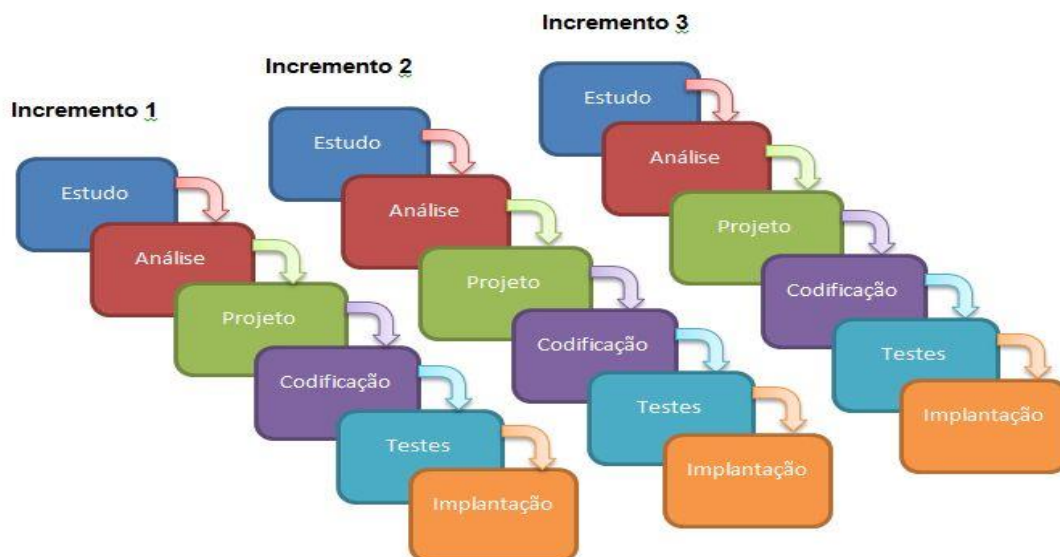 Incremento 1
Estudo
Análise
Projeto
Codificação
Testes
Implantação
Incremento 2
Estudo
Análise
Projeto
Codificação
Testes
Implantação
Incremento 3
Estudo
Análise
Projeto
Codificação
Testes
Implantação